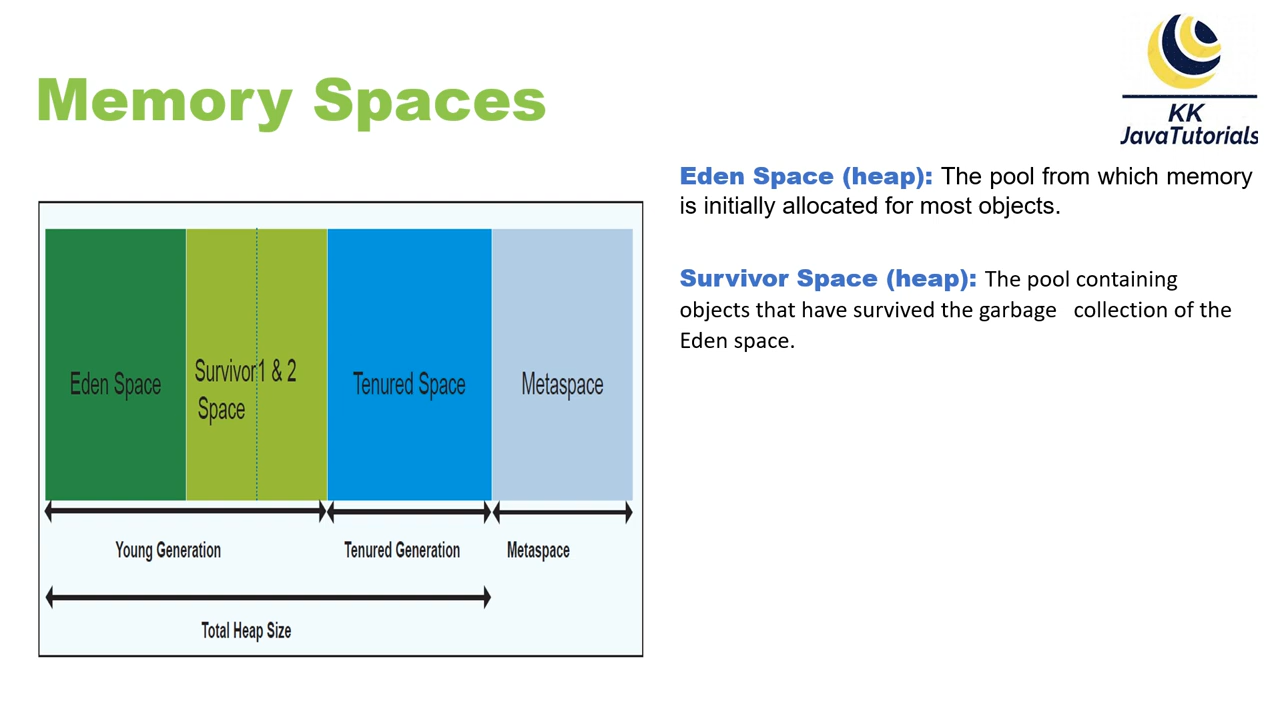 Memory Spaces
KK
JavaTutorials
Eden Space (heap): The pool from which memory
is initially allocated for most objects.
Survivor Space (heap): The pool containing
objects that have survived the garbage collection of the
Eden space.
Eden Space
Survivor1 & 2
Space
Tenured Space
Metaspace
Young Generation
Tenured Generation
Metaspace
Total Heap Size